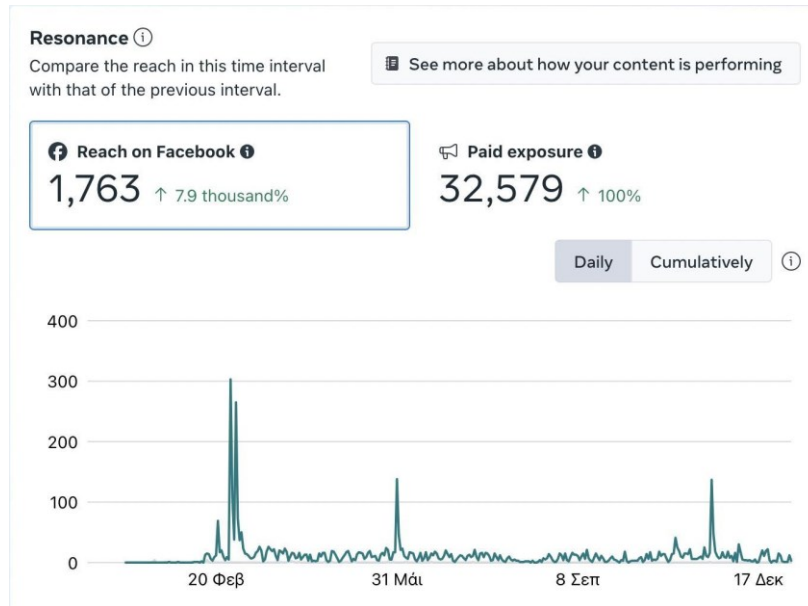 Resonance
Compare the reach in this time interval
with that of the previous interval.
See more about how your content is performing
Reach on Facebook
1,763 ↑ 7.9 thousand%
Paid exposure
32,579 ↑ 100%
Daily
Cumulatively
400
300
200
100
0
20 Φεβ
31 Μάι
8 Σεπ
17 Δεκ